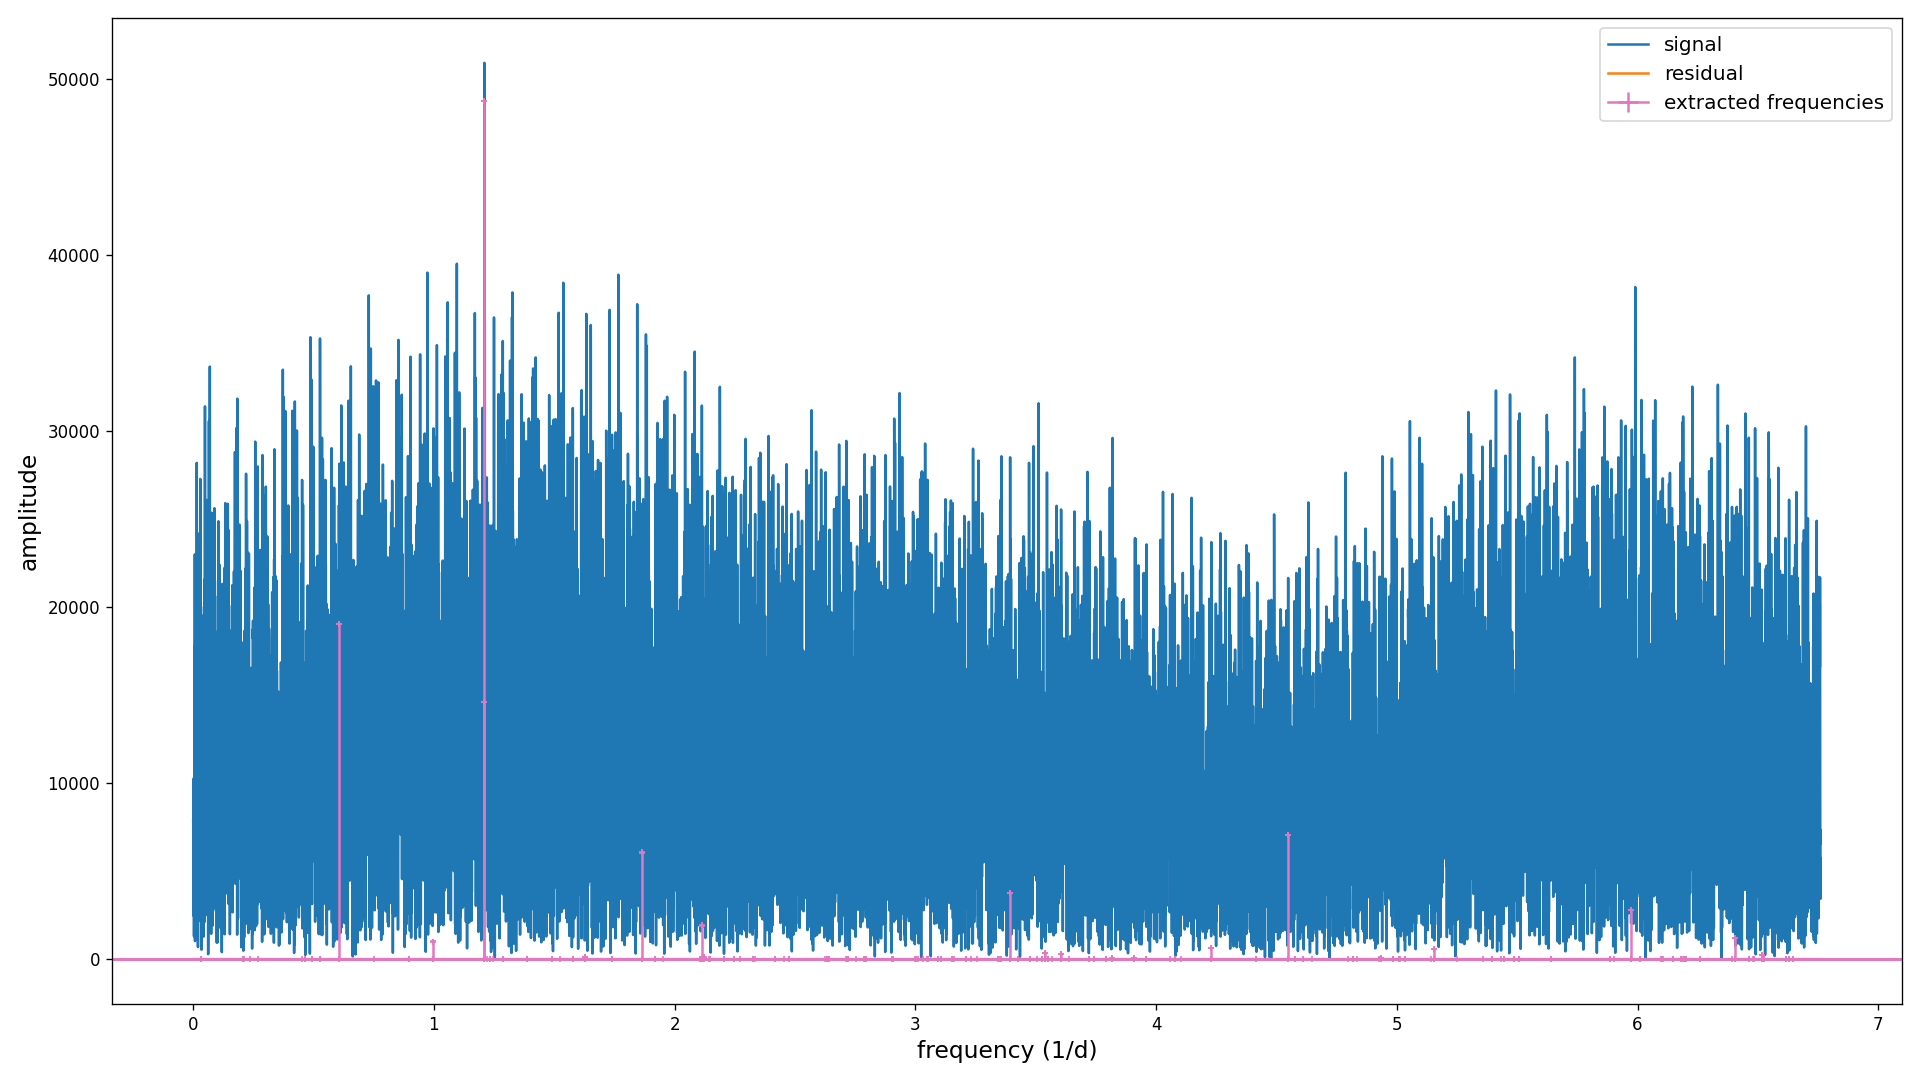 signal
residual
extracted frequencies
amplitude
50000
40000
30000
20000
10000
0
0 1 2 3 4 5 6 7
frequency (1/d)